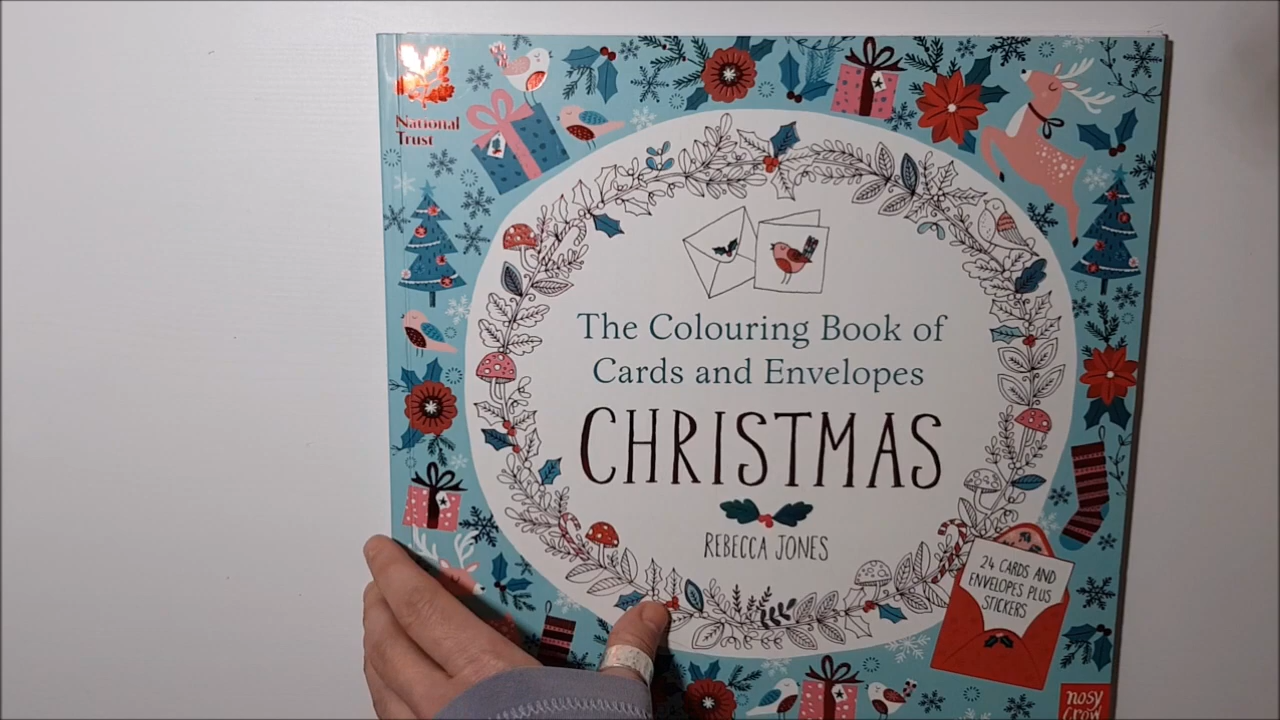 National
Trust
The Colouring Book of
Cards and Envelopes
CHRISTMAS
REBECCA JONES
24 CARDS AND
ENVELOPES PLUS
STICKERS
nosy
crow